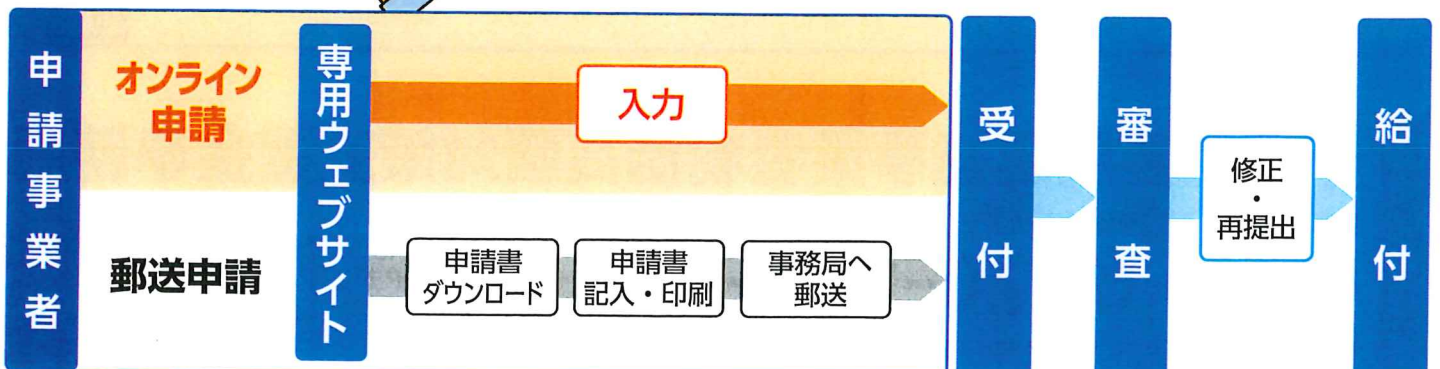 申請事業者
オンライン
申請
専用ウェブサイト
入力
郵送申請
申請書
ダウンロード
申請書
記入・印刷
事務局へ
郵送
受付
審査
修正
・
再提出
給付